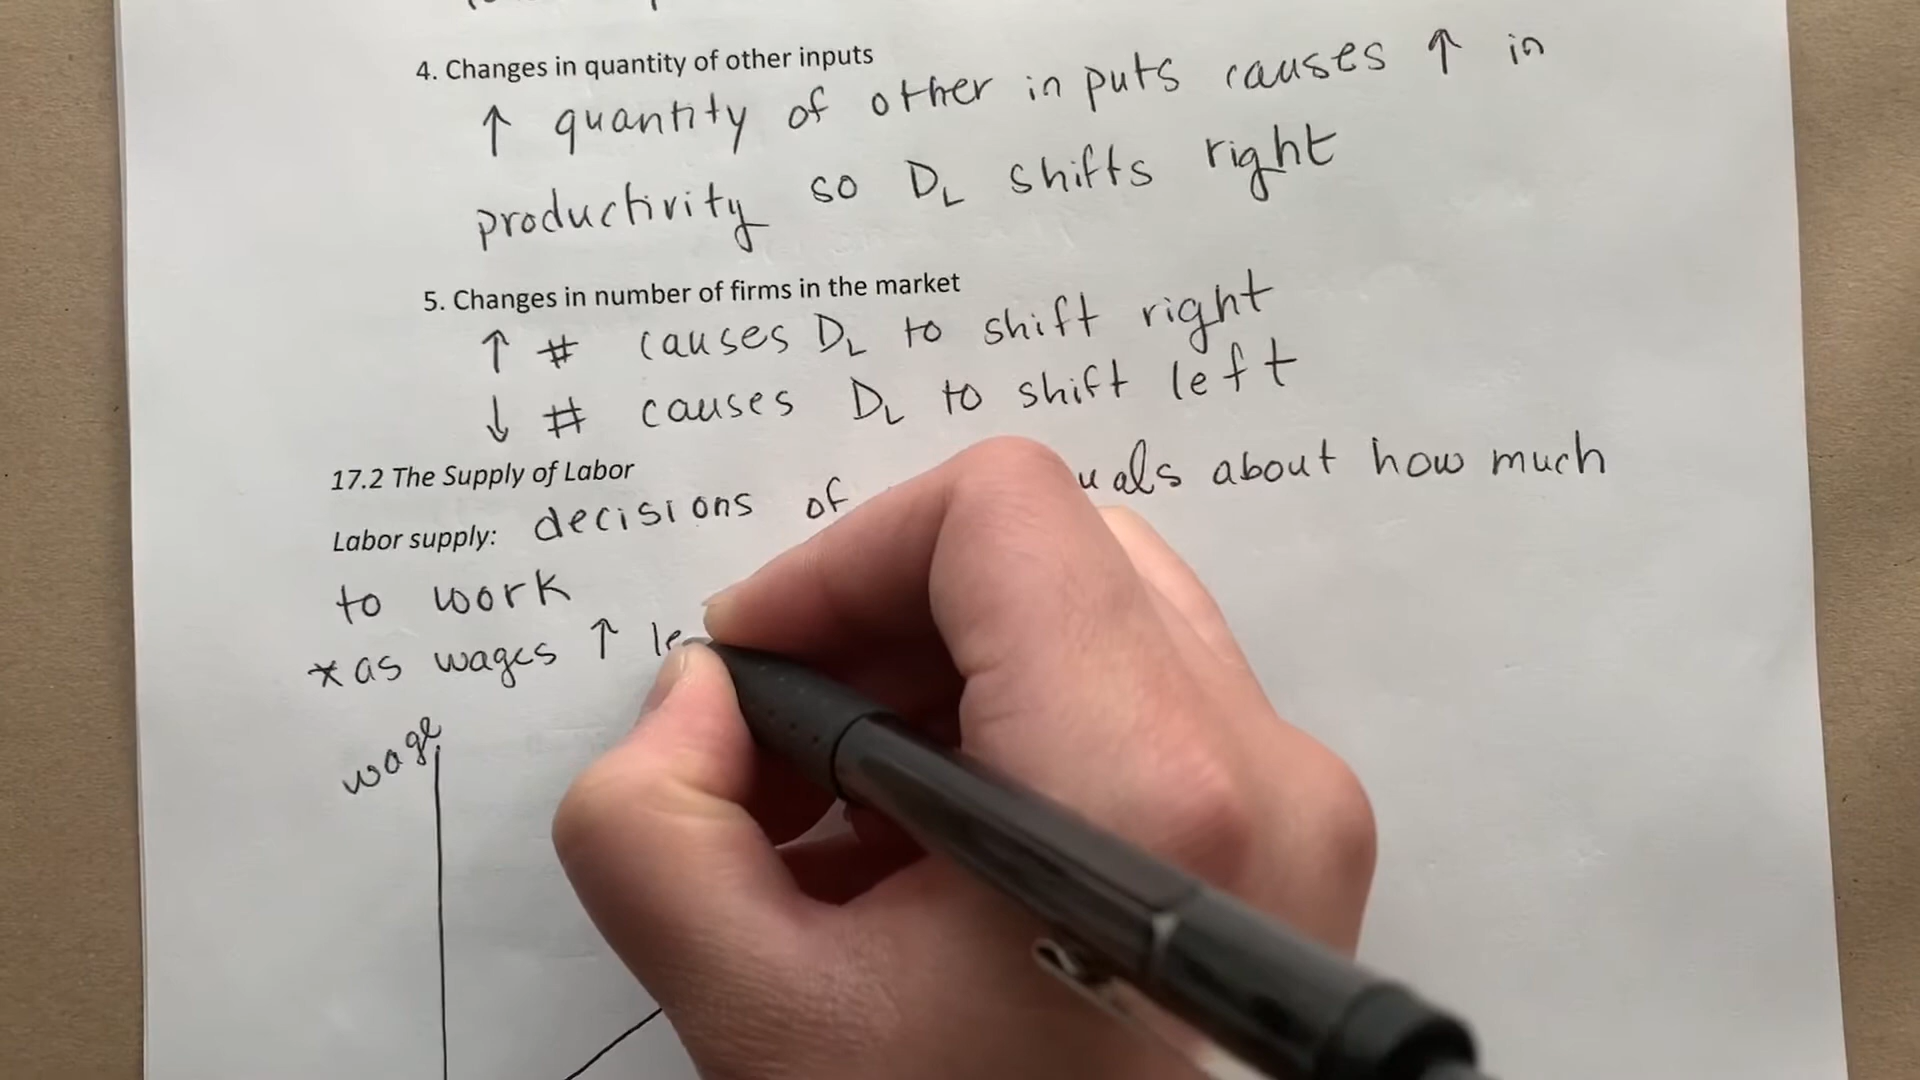 4. Changes in quantity of other inputs
↑ quantity of other inputs causes ↑ in
productivity so DL shifts right
5. Changes in number of firms in the market
↑ # causes DL to shift right
↓ # causes DL to shift left
17.2 The Supply of Labor
Labor supply: decisions of uals about how much
to work
*as wages ↑ le
wage